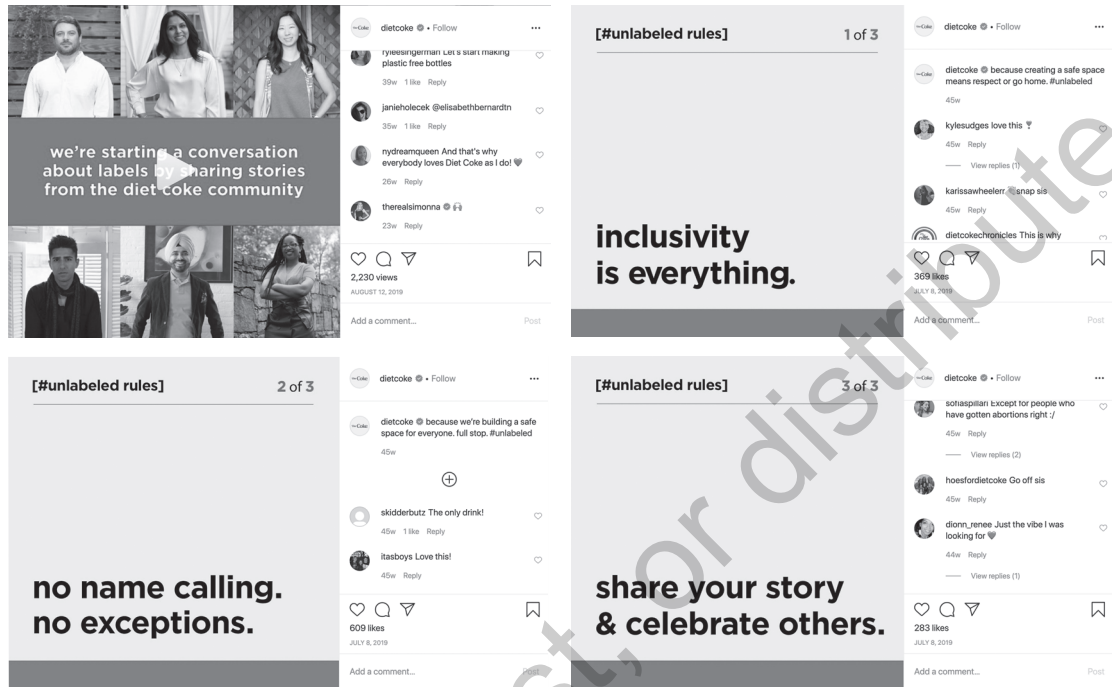 we're starting a conversation
about labels by sharing stories
from the diet coke community
dietcoke • Follow
ryleesingerman Let's start making
plastic free bottles
39w 1 like Reply
janieholecek @elisabethbernardtn
35w 1 like Reply
nydreamqueen And that's why
everybody loves Diet Coke as I do!
26w Reply
therealsimonna
23w Reply
2,230 views
AUGUST 12, 2019
Add a comment...
Post
[#unlabeled rules]
1 of 3
inclusivity
is everything.
dietcoke • Follow
dietcoke because creating a safe space
means respect or go home. #unlabeled
45w
kylesudges love this
45w Reply
View replies (1)
karissawheelerr snap sis
45w Reply
dietcokechronicles This is why
369 likes
JULY 8, 2019
Add a comment...
Post
[#unlabeled rules]
2 of 3
no name calling.
no exceptions.
dietcoke • Follow
dietcoke because we're building a safe
space for everyone. full stop. #unlabeled
45w
skidderbutz The only drink!
45w 1 like Reply
itasboys Love this!
45w Reply
609 likes
JULY 8, 2019
Add a comment...
Post
[#unlabeled rules]
3 of 3
share your story
& celebrate others.
dietcoke • Follow
sofiaspillari Except for people who
have gotten abortions right :/
45w Reply
View replies (2)
hoesfordietcoke Go off sis
45w Reply
dionn_renee Just the vibe I was
looking for
44w Reply
View replies (1)
283 likes
JULY 8, 2019
Add a comment...
Post
or distribute